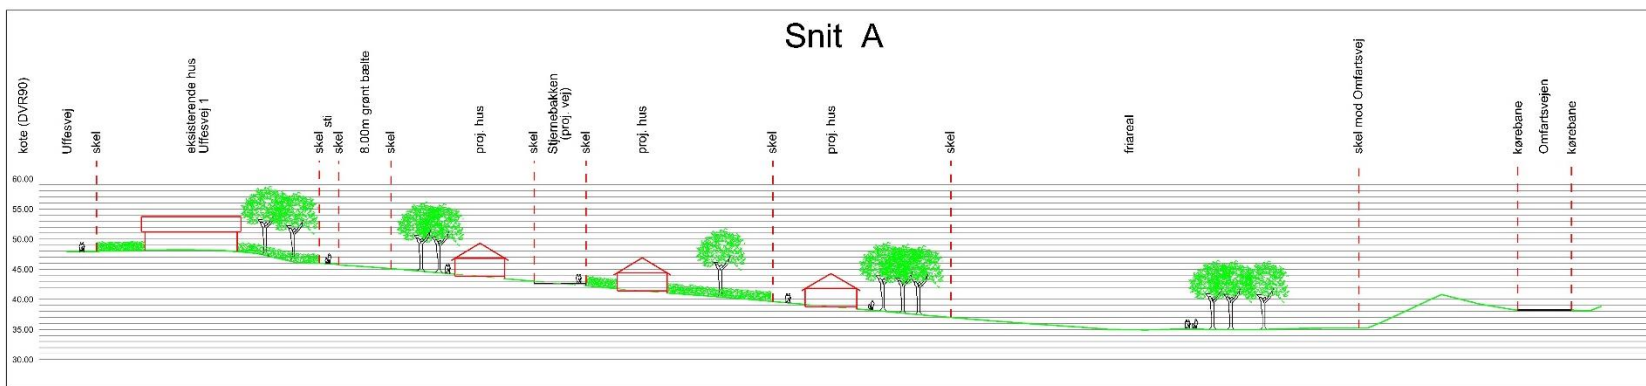 Snit A
kote (DVR90)
Uffesvej
skel
eksisterende hus
Uffesvej 1
skel
sti
skel
8.00m grønt bælte
skel
proj. hus
skel
Stjernebakken
(proj. vej)
skel
proj. hus
skel
proj. hus
skel
friareal
skel mod Omfartsvej
kørebane
Omfartsvejen
kørebane
60.00
55.00
50.00
45.00
40.00
35.00
30.00